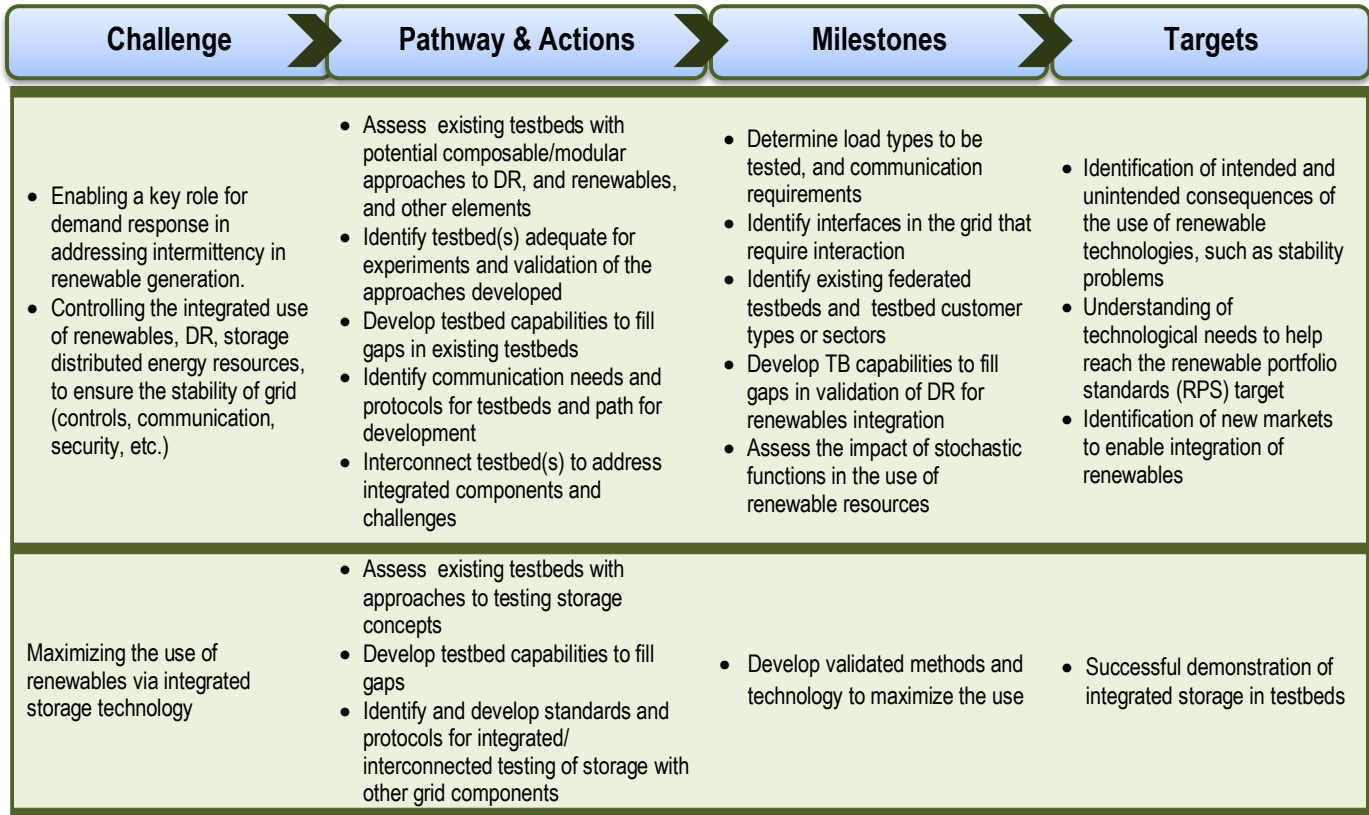 Challenge
Pathway & Actions
Milestones
Targets
• Enabling a key role for
demand response in
addressing intermittency in
renewable generation.
• Controlling the integrated use
of renewables, DR, storage
distributed energy resources,
to ensure the stability of grid
(controls, communication,
security, etc.)
• Assess existing testbeds with
potential composable/modular
approaches to DR, and renewables,
and other elements
• Identify testbed(s) adequate for
experiments and validation of the
approaches developed
• Develop testbed capabilities to fill
gaps in existing testbeds
• Identify communication needs and
protocols for testbeds and path for
development
• Interconnect testbed(s) to address
integrated components and
challenges
• Determine load types to be
tested, and communication
requirements
• Identify interfaces in the grid that
require interaction
• Identify existing federated
testbeds and testbed customer
types or sectors
• Develop TB capabilities to fill
gaps in validation of DR for
renewables integration
• Assess the impact of stochastic
functions in the use of
renewable resources
• Identification of intended and
unintended consequences of
the use of renewable
technologies, such as stability
problems
• Understanding of
technological needs to help
reach the renewable portfolio
standards (RPS) target
• Identification of new markets
to enable integration of
renewables
Maximizing the use of
renewables via integrated
storage technology
• Assess existing testbeds with
approaches to testing storage
concepts
• Develop testbed capabilities to fill
gaps
• Identify and develop standards and
protocols for integrated/
interconnected testing of storage with
other grid components
• Develop validated methods and
technology to maximize the use
• Successful demonstration of
integrated storage in testbeds